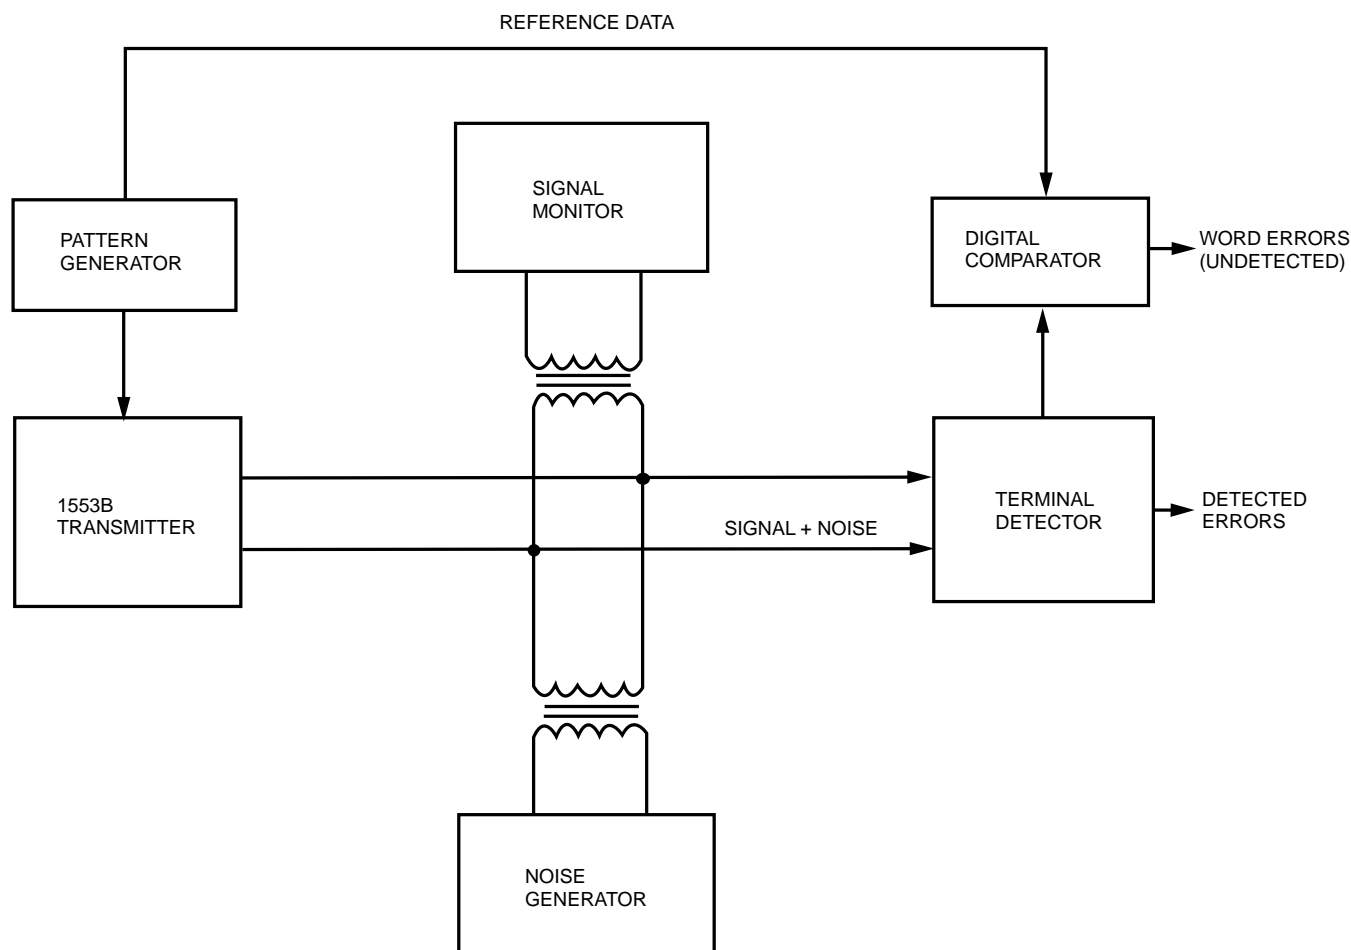 REFERENCE DATA
SIGNAL
MONITOR
PATTERN
GENERATOR
DIGITAL
COMPARATOR
WORD ERRORS
(UNDETECTED)
1553B
TRANSMITTER
SIGNAL + NOISE
TERMINAL
DETECTOR
DETECTED
ERRORS
NOISE
GENERATOR